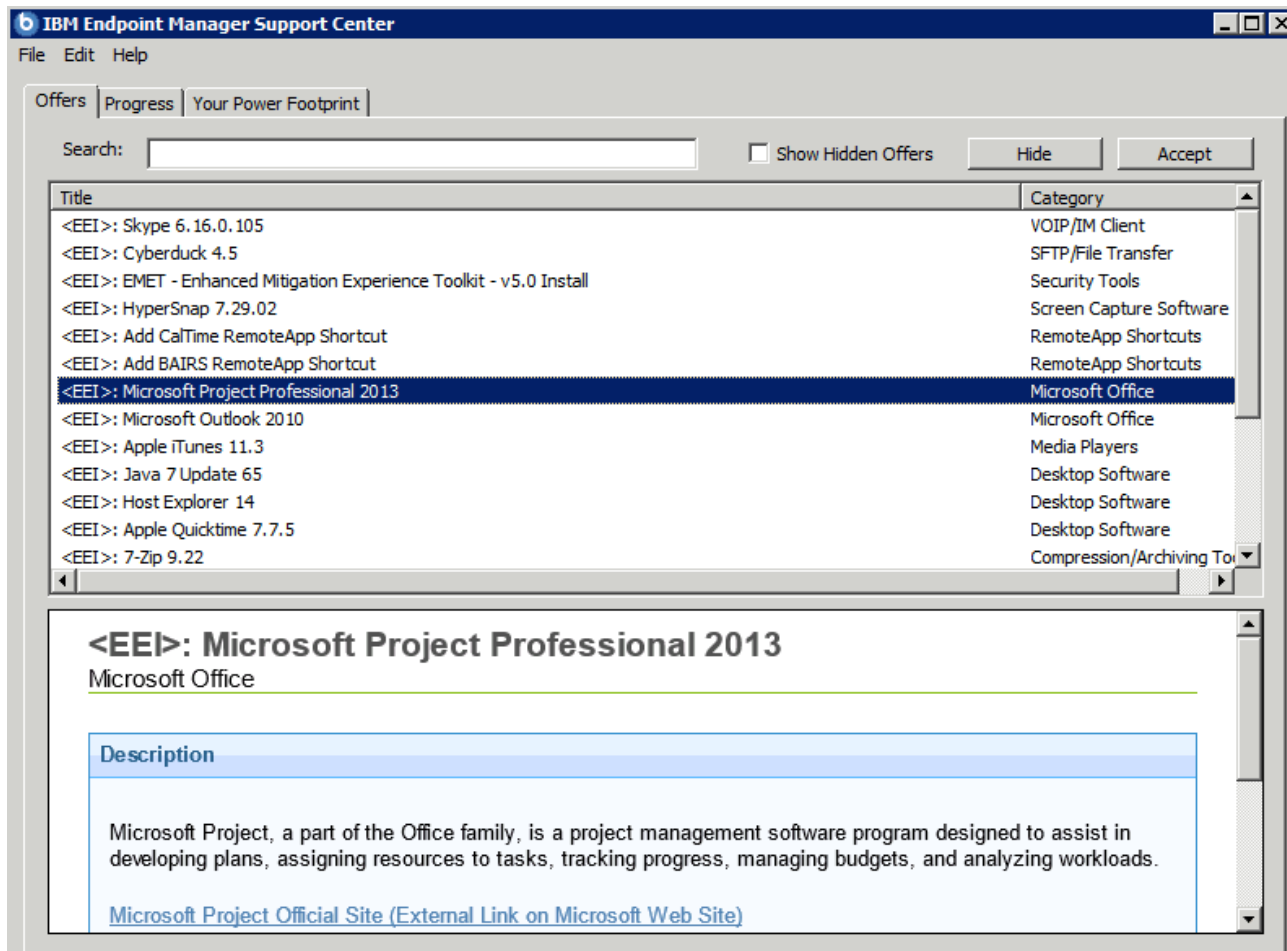 IBM Endpoint Manager Support Center
File Edit Help
Offers Progress Your Power Footprint
Search: Show Hidden Offers Hide Accept
Title Category
<EEI>: Skype 6.16.0.105 VOIP/IM Client
<EEI>: Cyberduck 4.5 SFTP/File Transfer
<EEI>: EMET - Enhanced Mitigation Experience Toolkit - v5.0 Install Security Tools
<EEI>: HyperSnap 7.29.02 Screen Capture Software
<EEI>: Add CalTime RemoteApp Shortcut RemoteApp Shortcuts
<EEI>: Add BAIRS RemoteApp Shortcut RemoteApp Shortcuts
<EEI>: Microsoft Project Professional 2013 Microsoft Office
<EEI>: Microsoft Outlook 2010 Microsoft Office
<EEI>: Apple iTunes 11.3 Media Players
<EEI>: Java 7 Update 65 Desktop Software
<EEI>: Host Explorer 14 Desktop Software
<EEI>: Apple Quicktime 7.7.5 Desktop Software
<EEI>: 7-Zip 9.22 Compression/Archiving
<EEI>: Microsoft Project Professional 2013
Microsoft Office
Description
Microsoft Project, a part of the Office family, is a project management software program designed to assist in
developing plans, assigning resources to tasks, tracking progress, managing budgets, and analyzing workloads.
Microsoft Project Official Site (External Link on Microsoft Web Site)